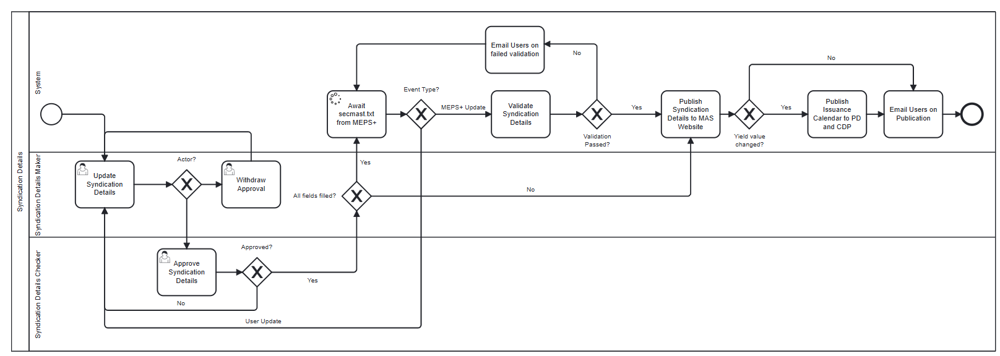 Syndication Details
System
Syndication Details Maker
Syndication Details Checker
Email Users on
failed validation
No
No
Event Type?
Await
secmast.txt
from MEPS+
MEPS+ Update
Validate
Syndication
Details
Validation
Passed?
Yes
Publish
Syndication
Details to MAS
Website
Yield value
changed?
Yes
Publish
Issuance
Calendar to PD
and CDP
Email Users on
Publication
Update
Syndication
Details
Actor?
Withdraw
Approval
Yes
All fields filled?
No
Approve
Syndication
Details
Approved?
Yes
No
User Update